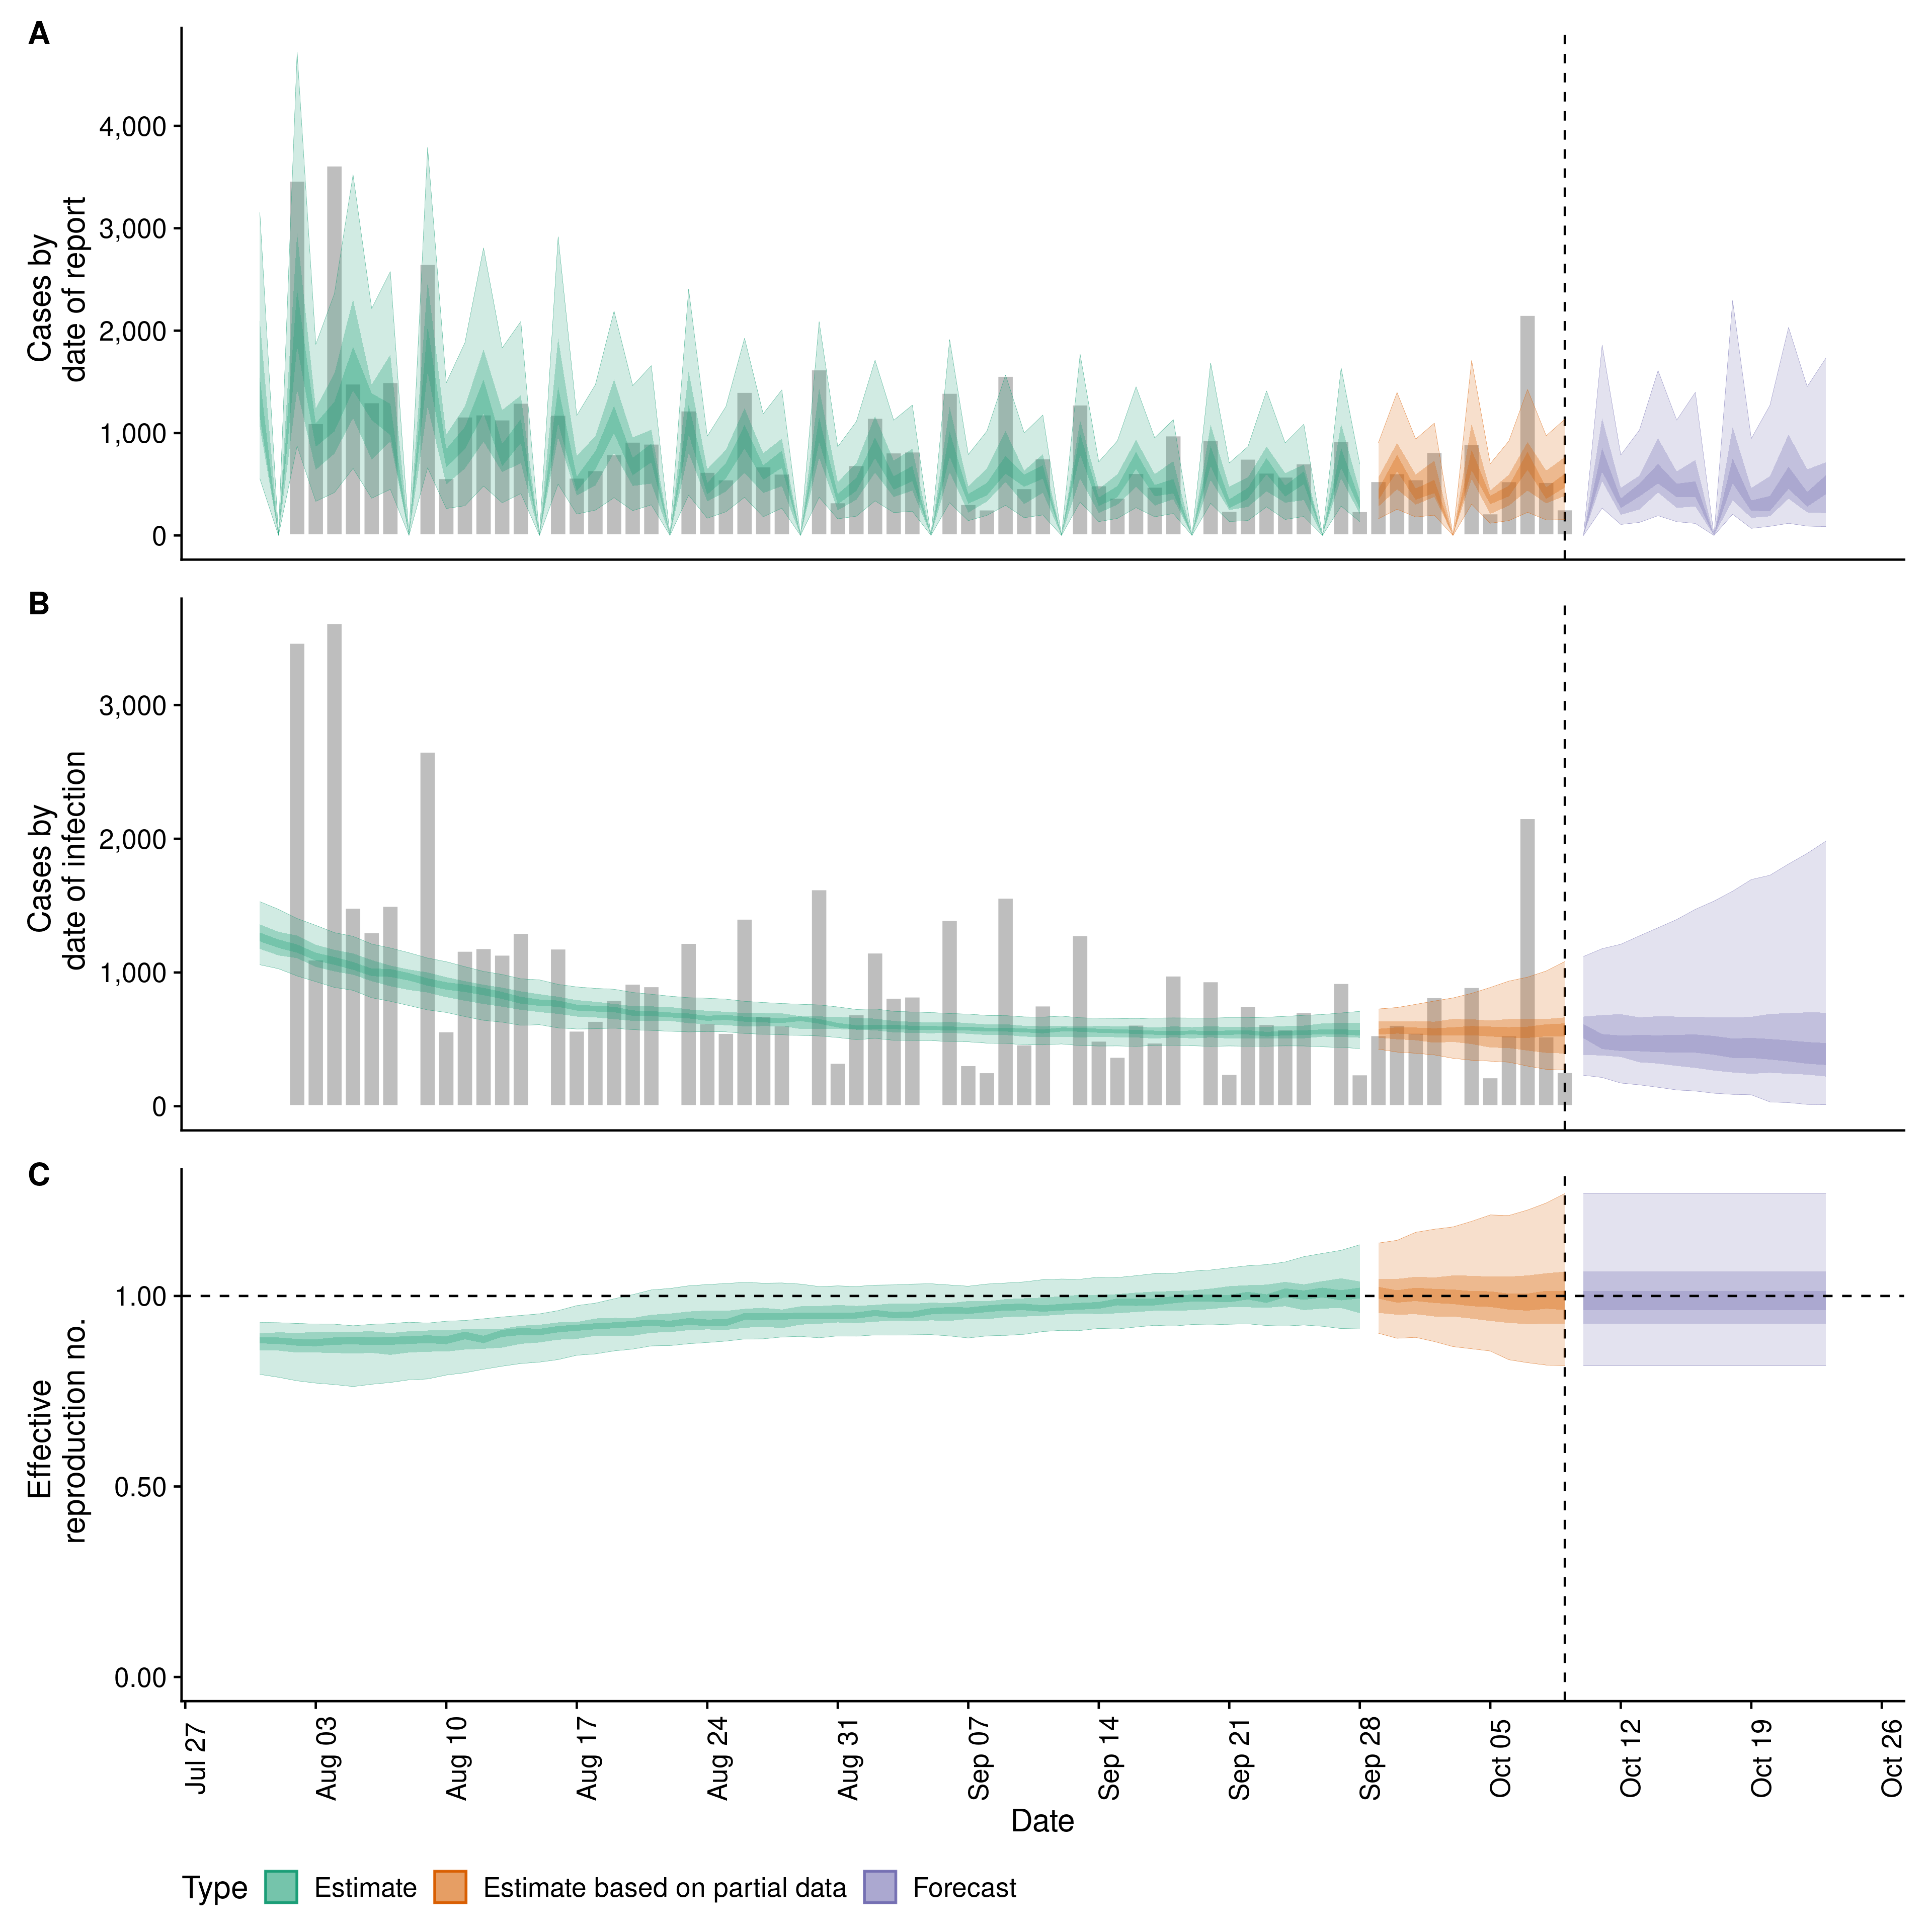 A
Cases by
date of report
4,000
3,000
2,000
1,000
0
B
Cases by
date of infection
3,000
2,000
1,000
0
C
Effective
reproduction no.
1.00
0.50
0.00
Jul 27
Aug 03
Aug 10
Aug 17
Aug 24
Aug 31
Sep 07
Sep 14
Sep 21
Sep 28
Oct 05
Oct 12
Oct 19
Oct 26
Date
Type Estimate Estimate based on partial data Forecast